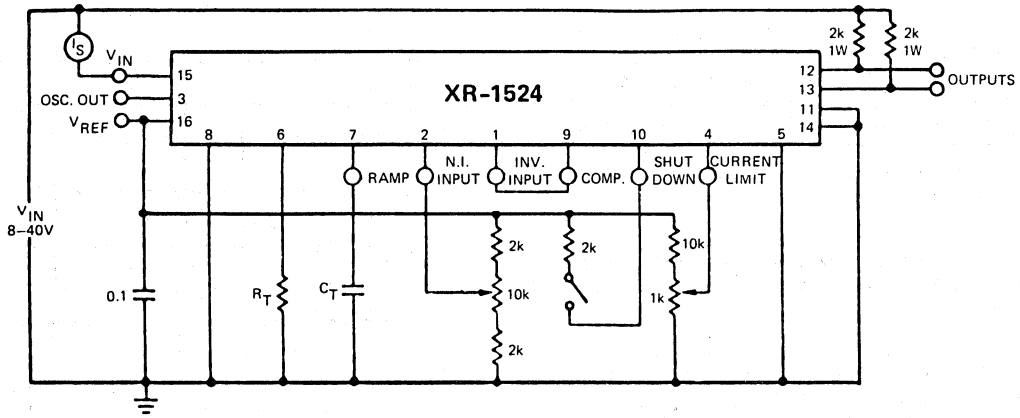 I_S
V_IN
OSC. OUT
V_REF
15
3
16
XR-1524
12
13
11
14
2k
1W
2k
1W
OUTPUTS
8
6
7
2
1
9
10
4
5
RAMP
N.I.
INPUT
INV.
INPUT
COMP.
SHUT
DOWN
CURRENT
LIMIT
V_IN
8–40V
0.1
R_T
C_T
2k
10k
2k
2k
10k
1k